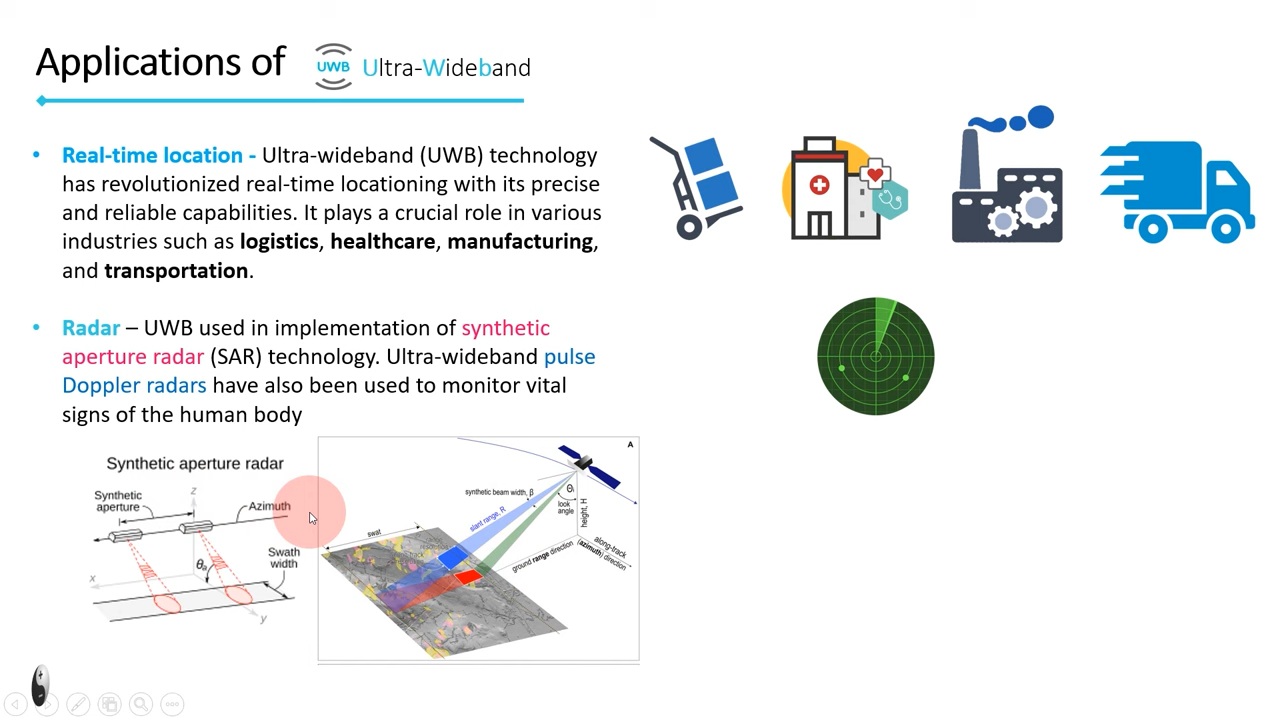 Applications of UWB Ultra-Wideband
• Real-time location - Ultra-wideband (UWB) technology
has revolutionized real-time locationing with its precise
and reliable capabilities. It plays a crucial role in various
industries such as logistics, healthcare, manufacturing,
and transportation.
• Radar – UWB used in implementation of synthetic
aperture radar (SAR) technology. Ultra-wideband pulse
Doppler radars have also been used to monitor vital
signs of the human body
Synthetic aperture radar
Synthetic
aperture
z
Azimuth
Swath
width
θa
x
y
A
synthetic beam width, β
Θi
look
angle
height, H
slant range, R
swat
ground range direction
along-track
(azimuth) direction